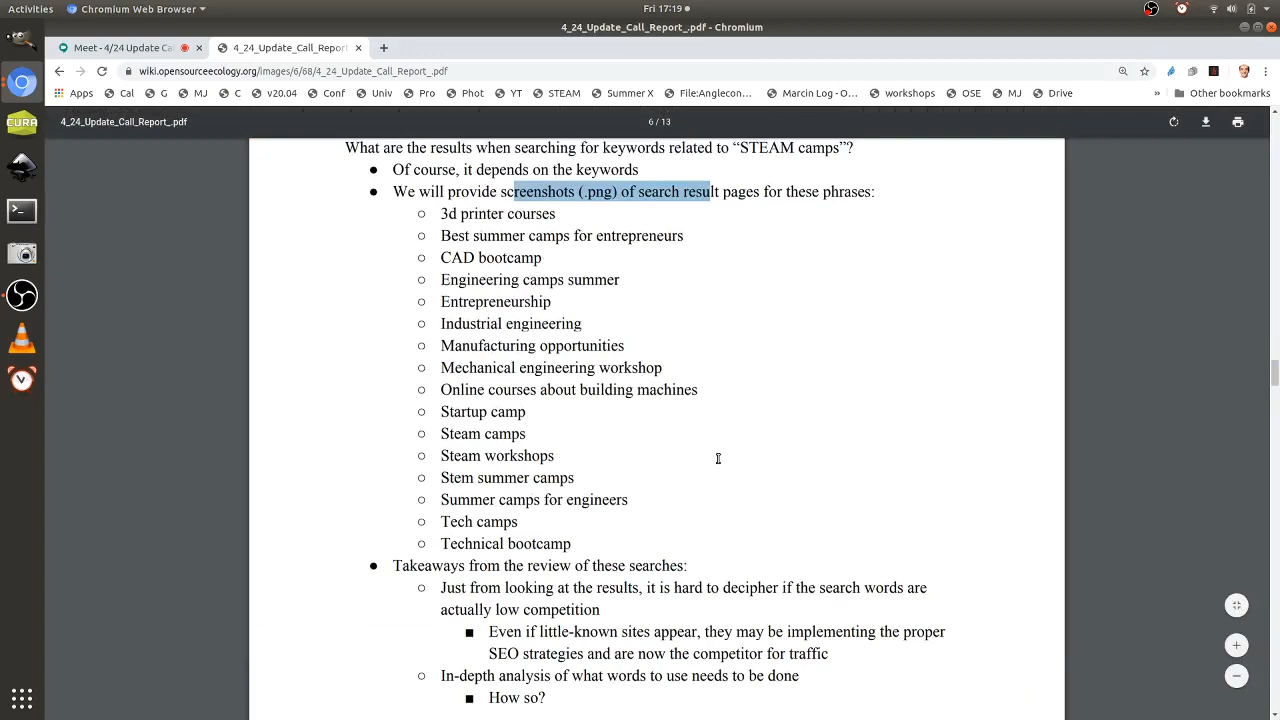 Activities
Chromium Web Browser
Fri 17:19
4_24_Update_Call_Report_.pdf - Chromium
Meet - 4/24 Update Ca
4_24_Update_Call_Report_.pdf
wiki.opensourceecology.org/images/6/68/4_24_Update_Call_Report_.pdf
Apps Cal G MJ C v20.04 Conf Univ Pro Phot YT STEAM Summer X File:Anglecon... Marcin Log - O... workshops OSE MJ Drive » Other bookmarks
4_24_Update_Call_Report_.pdf
6 / 13
CURA
What are the results when searching for keywords related to “STEAM camps”?
● Of course, it depends on the keywords
● We will provide screenshots (.png) of search result pages for these phrases:
○ 3d printer courses
○ Best summer camps for entrepreneurs
○ CAD bootcamp
○ Engineering camps summer
○ Entrepreneurship
○ Industrial engineering
○ Manufacturing opportunities
○ Mechanical engineering workshop
○ Online courses about building machines
○ Startup camp
○ Steam camps
○ Steam workshops
○ Stem summer camps
○ Summer camps for engineers
○ Tech camps
○ Technical bootcamp
● Takeaways from the review of these searches:
○ Just from looking at the results, it is hard to decipher if the search words are
actually low competition
■ Even if little-known sites appear, they may be implementing the proper
SEO strategies and are now the competitor for traffic
○ In-depth analysis of what words to use needs to be done
■ How so?